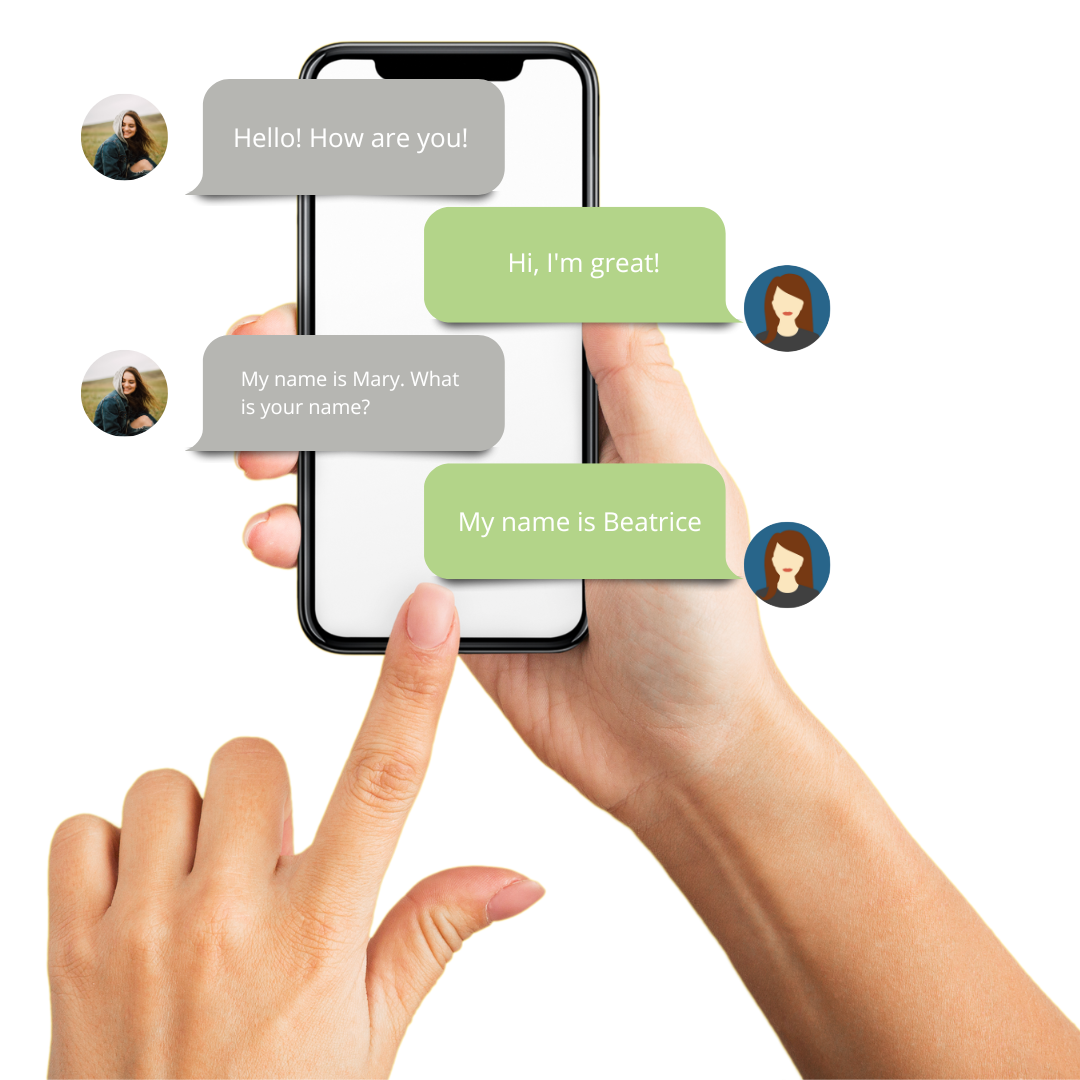 Hello! How are you!
Hi, I'm great!
My name is Mary. What
is your name?
My name is Beatrice